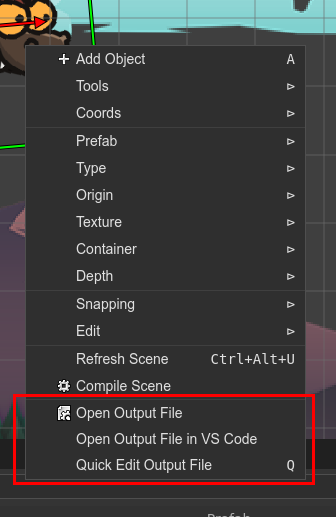 Add Object A
Tools
Coords
Prefab
Type
Origin
Texture
Container
Depth
Snapping
Edit
Refresh Scene Ctrl+Alt+U
Compile Scene
Open Output File
Open Output File in VS Code
Quick Edit Output File Q
Prefab